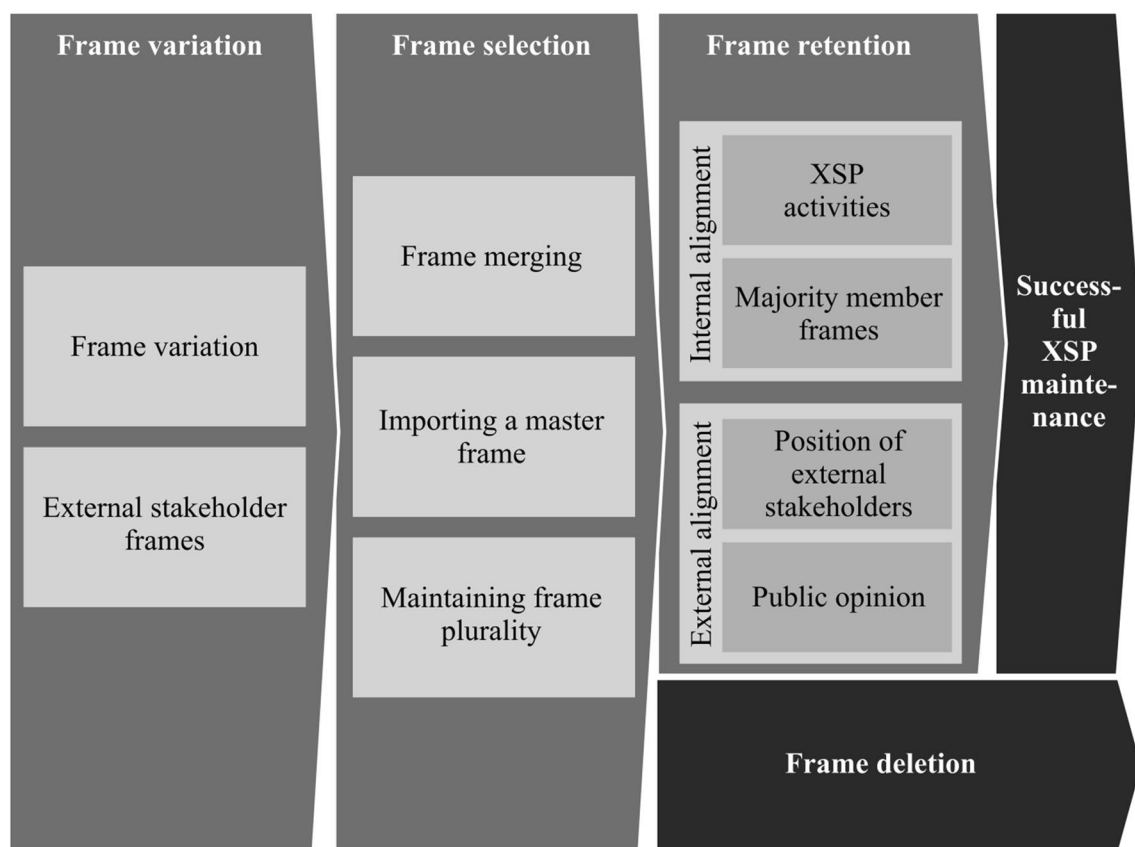 Frame variation
Frame variation
External stakeholder
frames
Frame selection
Frame merging
Importing a master
frame
Maintaining frame
plurality
Frame retention
Internal alignment
XSP
activities
Majority member
frames
External alignment
Position of
external
stakeholders
Public opinion
Success-
ful
XSP
mainte-
nance
Frame deletion